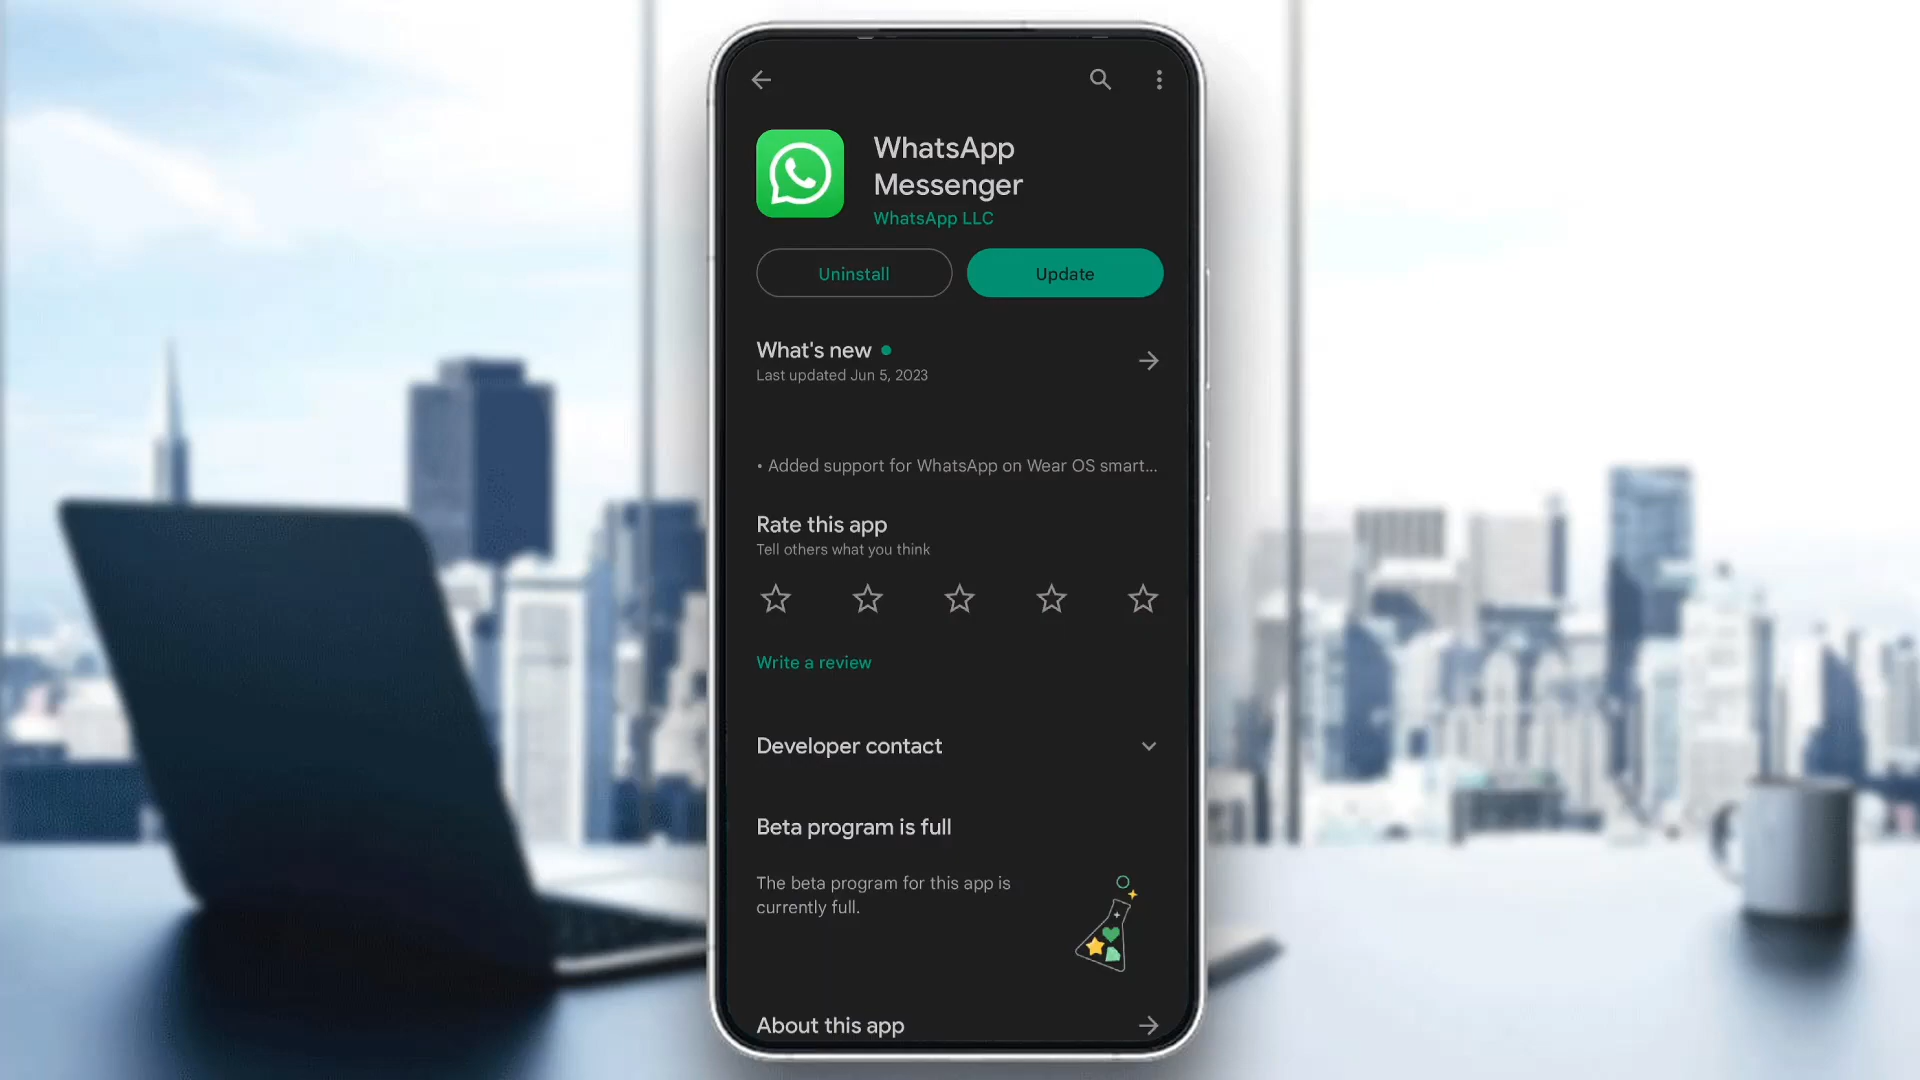 WhatsApp
Messenger
WhatsApp LLC
Uninstall
Update
What's new
Last updated Jun 5, 2023
• Added support for WhatsApp on Wear OS smart...
Rate this app
Tell others what you think
Write a review
Developer contact
Beta program is full
The beta program for this app is
currently full.
About this app